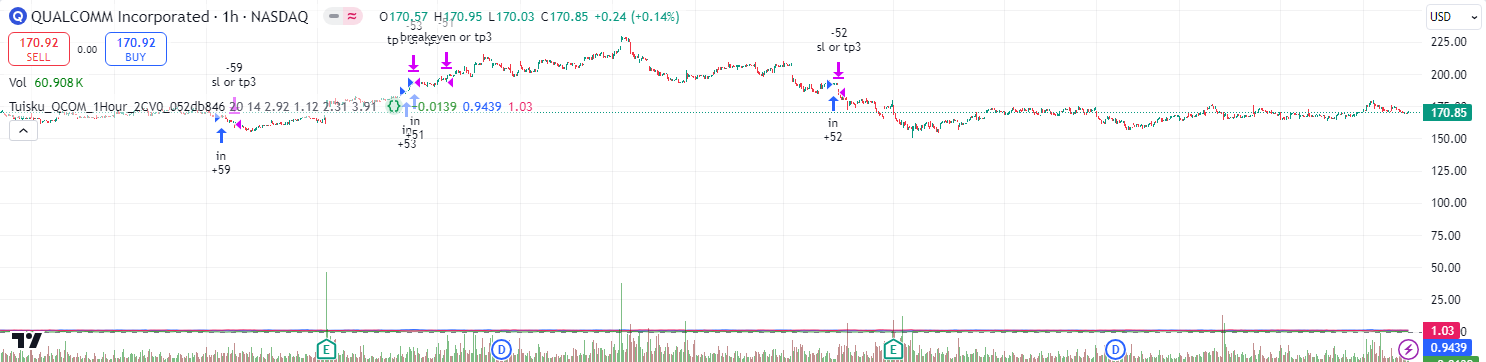 QUALCOMM Incorporated · 1h · NASDAQ O170.57 H170.95 L170.03 C170.85 +0.24 (+0.14%)
USD
170.92
SELL
0.00
170.92
BUY
Vol 60.908 K
Tuisku_QCOM_1Hour_2CV0_052db846 20 14 2.92 1.12 2.31 3.91 −0.0139 0.9439 1.03
-59
sl or tp3
in
+59
-53
-51
breakeven or tp3
in
+51
+53
-52
sl or tp3
in
+52
225.00
200.00
170.85
150.00
125.00
100.00
75.00
50.00
25.00
1.03
0.9439
E
D
E
D